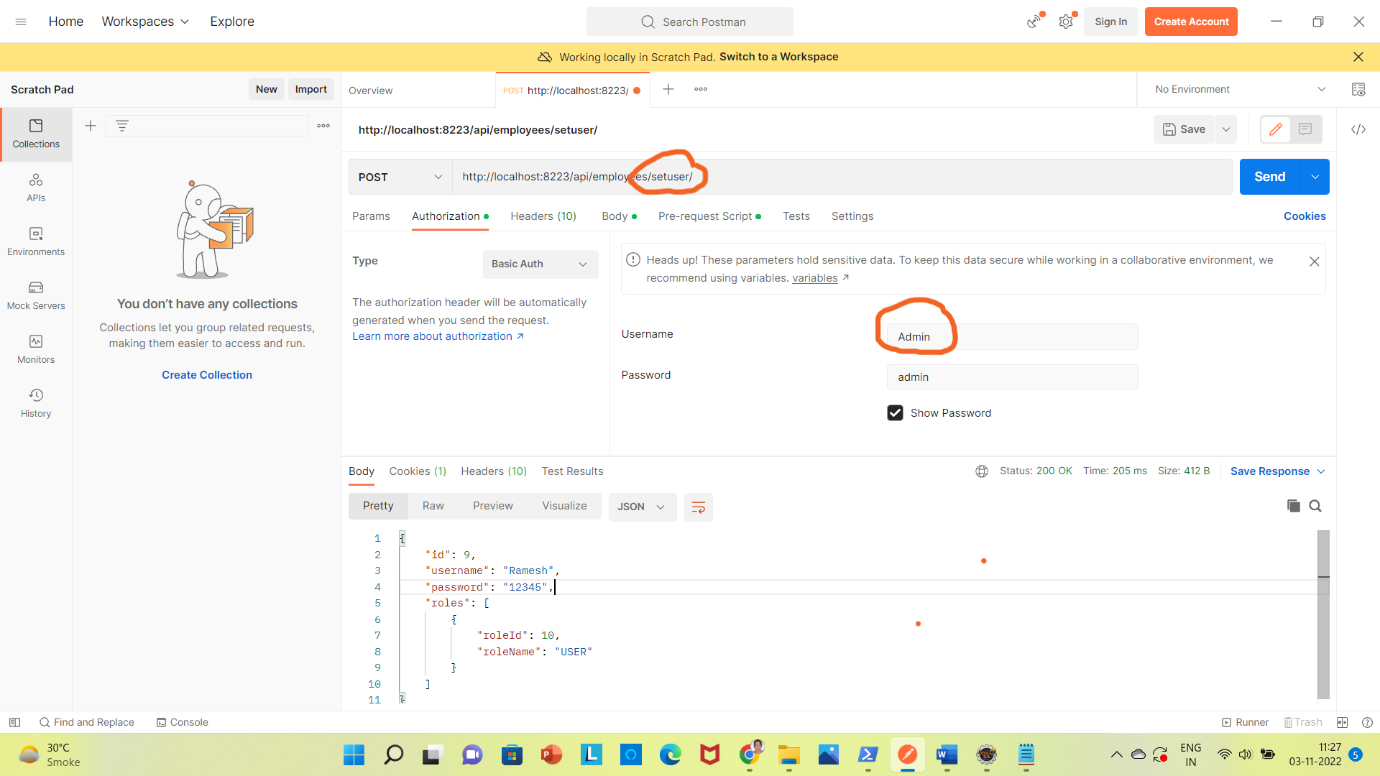 Home Workspaces Explore Search Postman Sign In Create Account
Working locally in Scratch Pad. Switch to a Workspace
Scratch Pad New Import Overview POST http://localhost:8223/ No Environment
http://localhost:8223/api/employees/setuser/ Save
Collections
POST http://localhost:8223/api/employees/setuser/ Send
APIs
Params Authorization Headers (10) Body Pre-request Script Tests Settings Cookies
Environments
Type Basic Auth
Heads up! These parameters hold sensitive data. To keep this data secure while working in a collaborative environment, we
recommend using variables. variables ↗
Mock Servers
You don't have any collections
Collections let you group related requests,
making them easier to access and run.
Create Collection
The authorization header will be automatically
generated when you send the request.
Learn more about authorization ↗
Username Admin
Password admin
Show Password
Monitors
History
Body Cookies (1) Headers (10) Test Results Status: 200 OK Time: 205 ms Size: 412 B Save Response
Pretty Raw Preview Visualize JSON
1 {
2 "id": 9,
3 "username": "Ramesh",
4 "password": "12345",
5 "roles": [
6 {
7 "roleId": 10,
8 "roleName": "USER"
9 }
10 ]
11 }
Find and Replace Console Runner Trash
30°C
Smoke
ENG
IN
11:27
03-11-2022
5